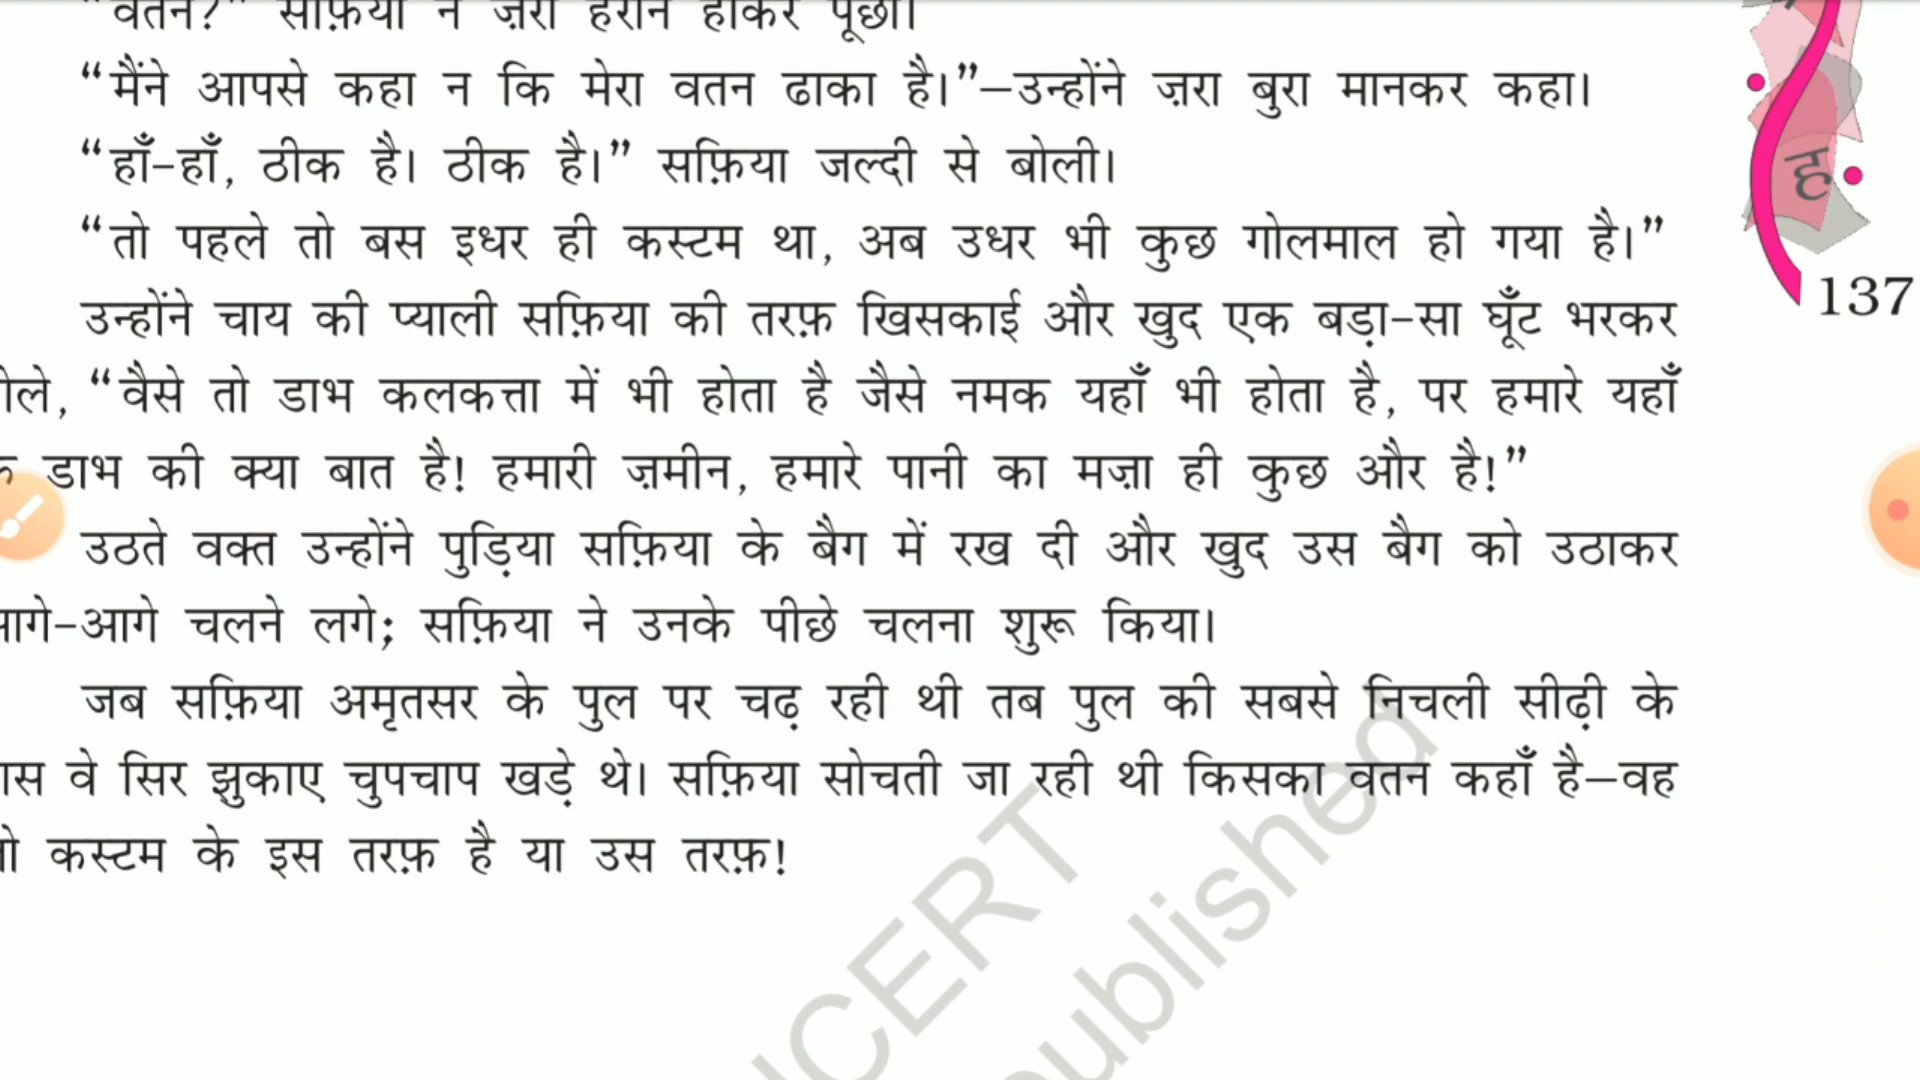 "वतन?" सफ़िया ने ज़रा हैरान होकर पूछा।
"मैंने आपसे कहा न कि मेरा वतन ढाका है।"–उन्होंने ज़रा बुरा मानकर कहा।
"हाँ-हाँ, ठीक है। ठीक है।" सफ़िया जल्दी से बोली।
"तो पहले तो बस इधर ही कस्टम था, अब उधर भी कुछ गोलमाल हो गया है।"
ह
137
उन्होंने चाय की प्याली सफ़िया की तरफ़ खिसकाई और खुद एक बड़ा-सा घूँट भरकर
"वैसे तो डाभ कलकत्ता में भी होता है जैसे नमक यहाँ भी होता है, पर हमारे यहाँ
डाभ की क्या बात है! हमारी ज़मीन, हमारे पानी का मज़ा ही कुछ और है!"
उठते वक्त उन्होंने पुड़िया सफ़िया के बैग में रख दी और खुद उस बैग को उठाकर
आगे-आगे चलने लगे; सफ़िया ने उनके पीछे चलना शुरू किया।
जब सफ़िया अमृतसर के पुल पर चढ़ रही थी तब पुल की सबसे निचली सीढ़ी के
वे सिर झुकाए चुपचाप खड़े थे। सफ़िया सोचती जा रही थी किसका वतन कहाँ है–वह
कस्टम के इस तरफ़ है या उस तरफ़!
NCERT
published